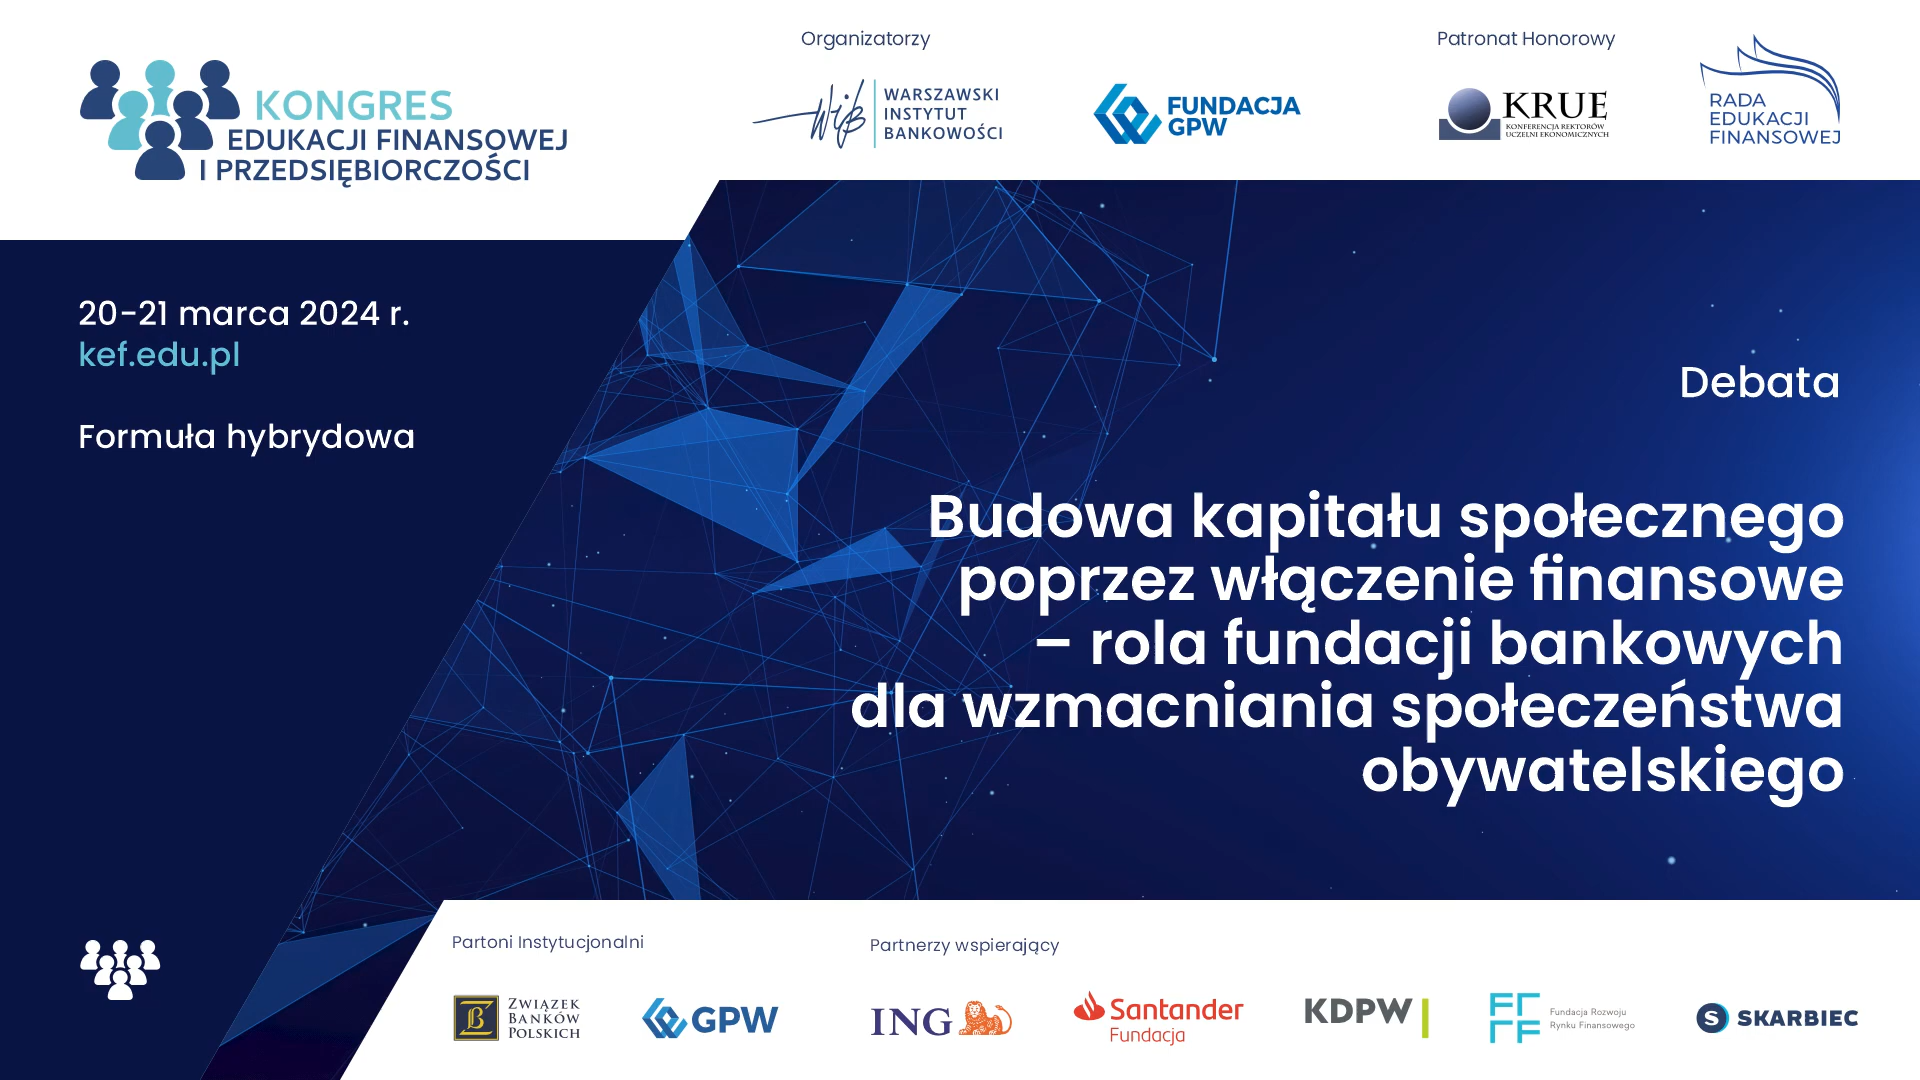 KONGRES
EDUKACJI FINANSOWEJ
I PRZEDSIĘBIORCZOŚCI
Organizatorzy
WIB
WARSZAWSKI
INSTYTUT
BANKOWOŚCI
FUNDACJA
GPW
Patronat Honorowy
KRUE
KONFERENCJA REKTORÓW
UCZELNI EKONOMICZNYCH
RADA
EDUKACJI
FINANSOWEJ
20-21 marca 2024 r.
kef.edu.pl
Formuła hybrydowa
Debata
Budowa kapitału społecznego
poprzez włączenie finansowe
– rola fundacji bankowych
dla wzmacniania społeczeństwa
obywatelskiego
Partoni Instytucjonalni
ZWIĄZEK
BANKÓW
POLSKICH
GPW
Partnerzy wspierający
ING
Santander
Fundacja
KDPW
FRRF
Fundacja Rozwoju
Rynku Finansowego
S SKARBIEC